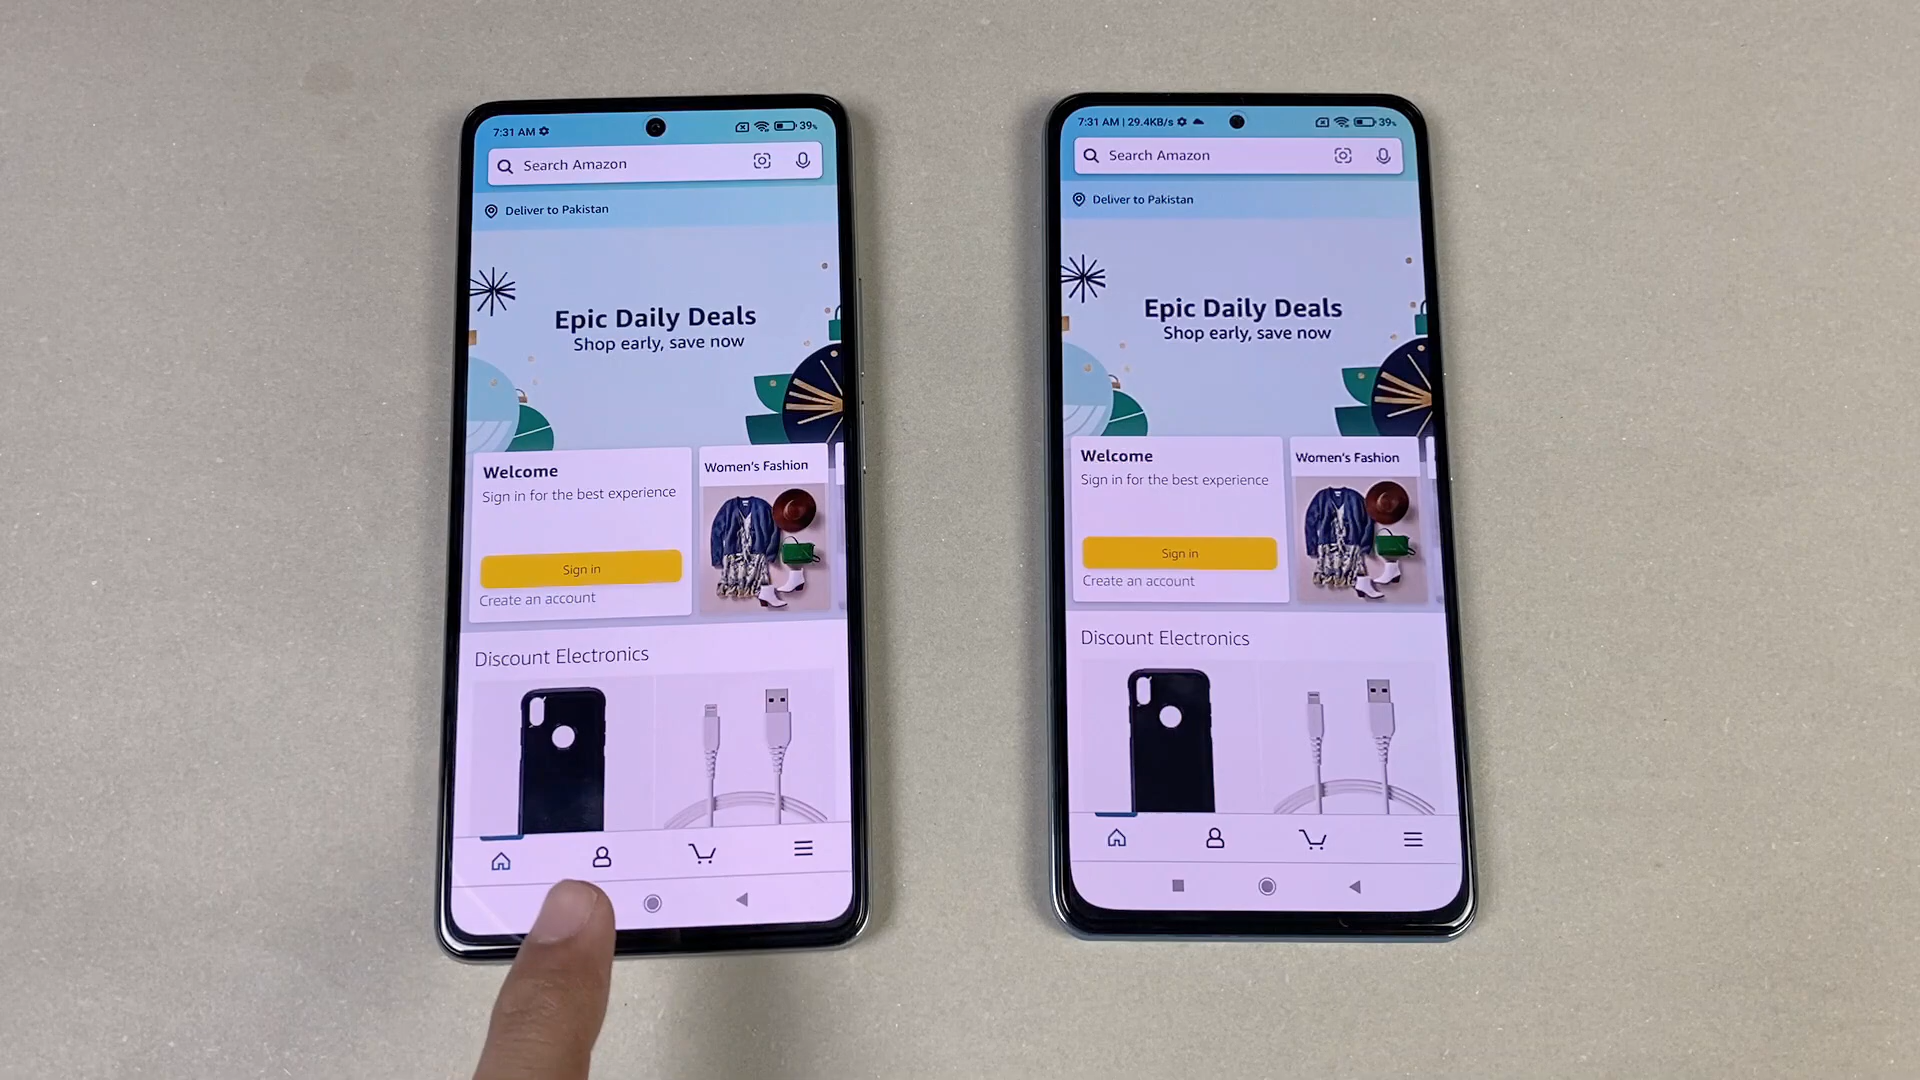 7:31 AM
39%
Search Amazon
Deliver to Pakistan
Epic Daily Deals
Shop early, save now
Welcome
Sign in for the best experience
Sign in
Create an account
Women's Fashion
Discount Electronics
7:31 AM | 29.4KB/s
39%
Search Amazon
Deliver to Pakistan
Epic Daily Deals
Shop early, save now
Welcome
Sign in for the best experience
Sign in
Create an account
Women's Fashion
Discount Electronics